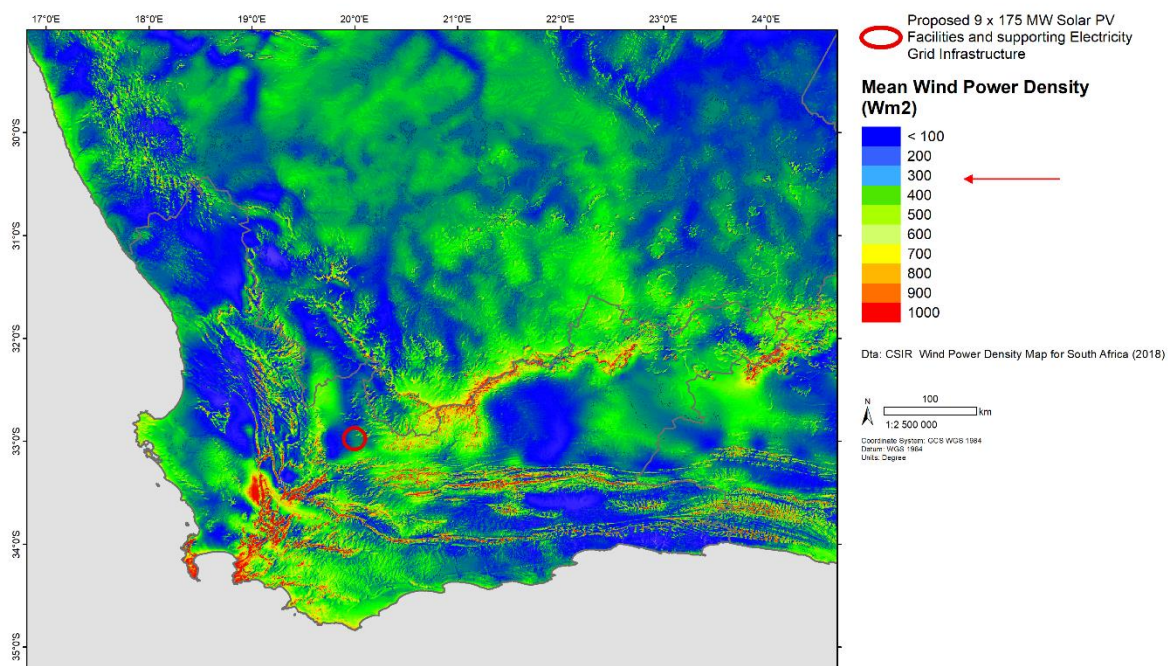 17°0'E 18°0'E 19°0'E 20°0'E 21°0'E 22°0'E 23°0'E 24°0'E
30°0'S
31°0'S
32°0'S
33°0'S
34°0'S
35°0'S
Proposed 9 x 175 MW Solar PV
Facilities and supporting Electricity
Grid Infrastructure
Mean Wind Power Density
(Wm2)
< 100
200
300
400
500
600
700
800
900
1000
Dta: CSIR Wind Power Density Map for South Africa (2018)
N
100
km
1:2 500 000
Coordinate System: GCS WGS 1984
Datum: WGS 1984
Units: Degree